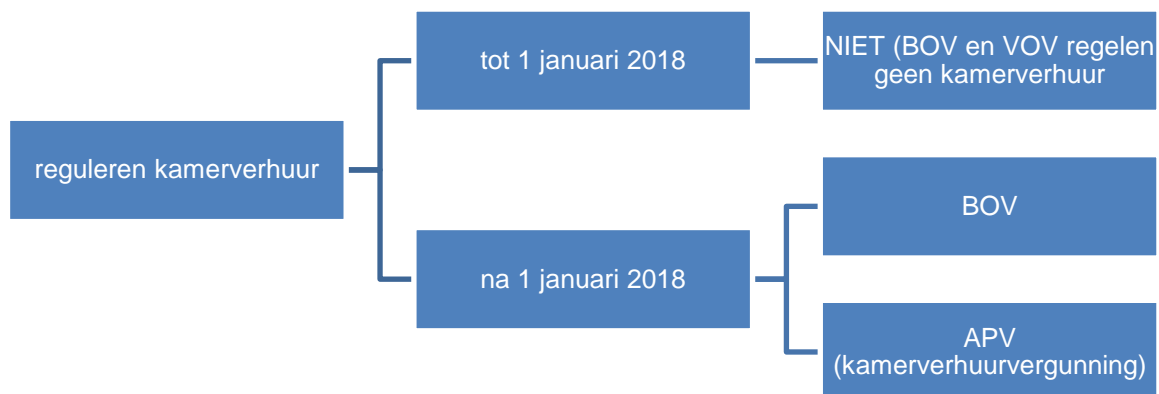 reguleren kamerverhuur
tot 1 januari 2018
NIET (BOV en VOV regelen
geen kamerverhuur
na 1 januari 2018
BOV
APV
(kamerverhuurvergunning)